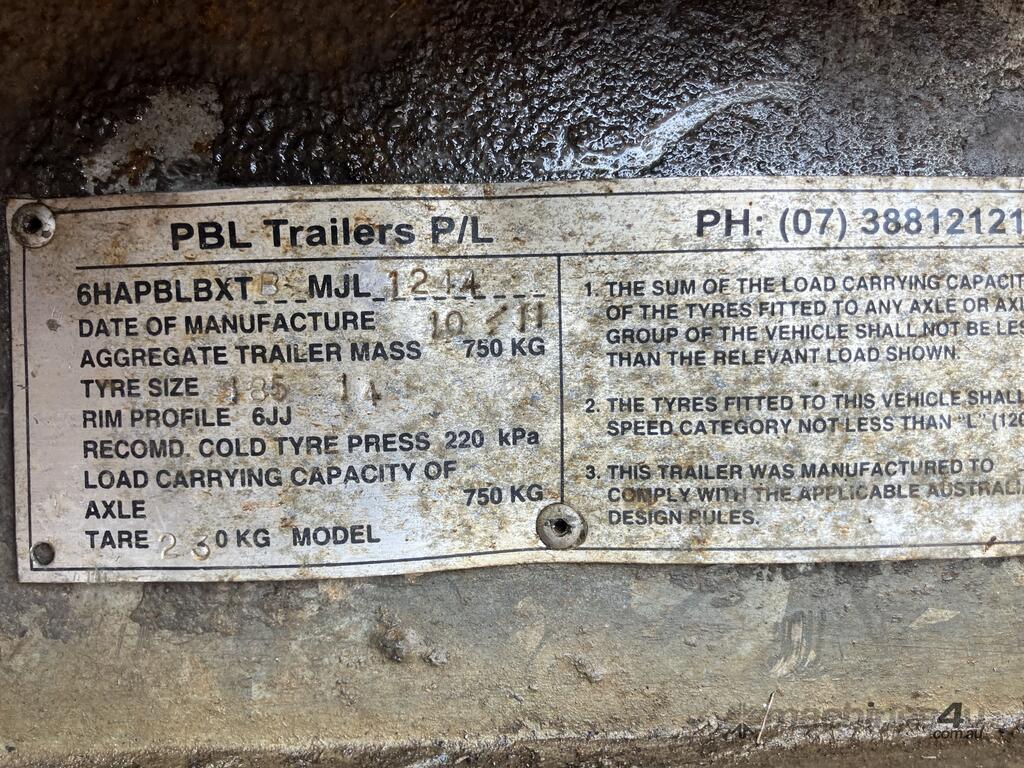 PBL Trailers P/L
PH: (07) 38812121
6HAPBLBXT B _ _MJL_1244_ _ _ _
DATE OF MANUFACTURE 10 / 11
AGGREGATE TRAILER MASS 750 KG
TYRE SIZE 185 14
RIM PROFILE 6JJ
RECOMD. COLD TYRE PRESS 220 kPa
LOAD CARRYING CAPACITY OF
AXLE 750 KG
TARE 230 KG MODEL
1. THE SUM OF THE LOAD CARRYING CAPACIT
OF THE TYRES FITTED TO ANY AXLE OR AXL
GROUP OF THE VEHICLE SHALL NOT BE LES
THAN THE RELEVANT LOAD SHOWN.
2. THE TYRES FITTED TO THIS VEHICLE SHALL
SPEED CATEGORY NOT LESS THAN "L" (120
3. THIS TRAILER WAS MANUFACTURED TO
COMPLY WITH THE APPLICABLE AUSTRALIA
DESIGN RULES.
machines4u
.com.au